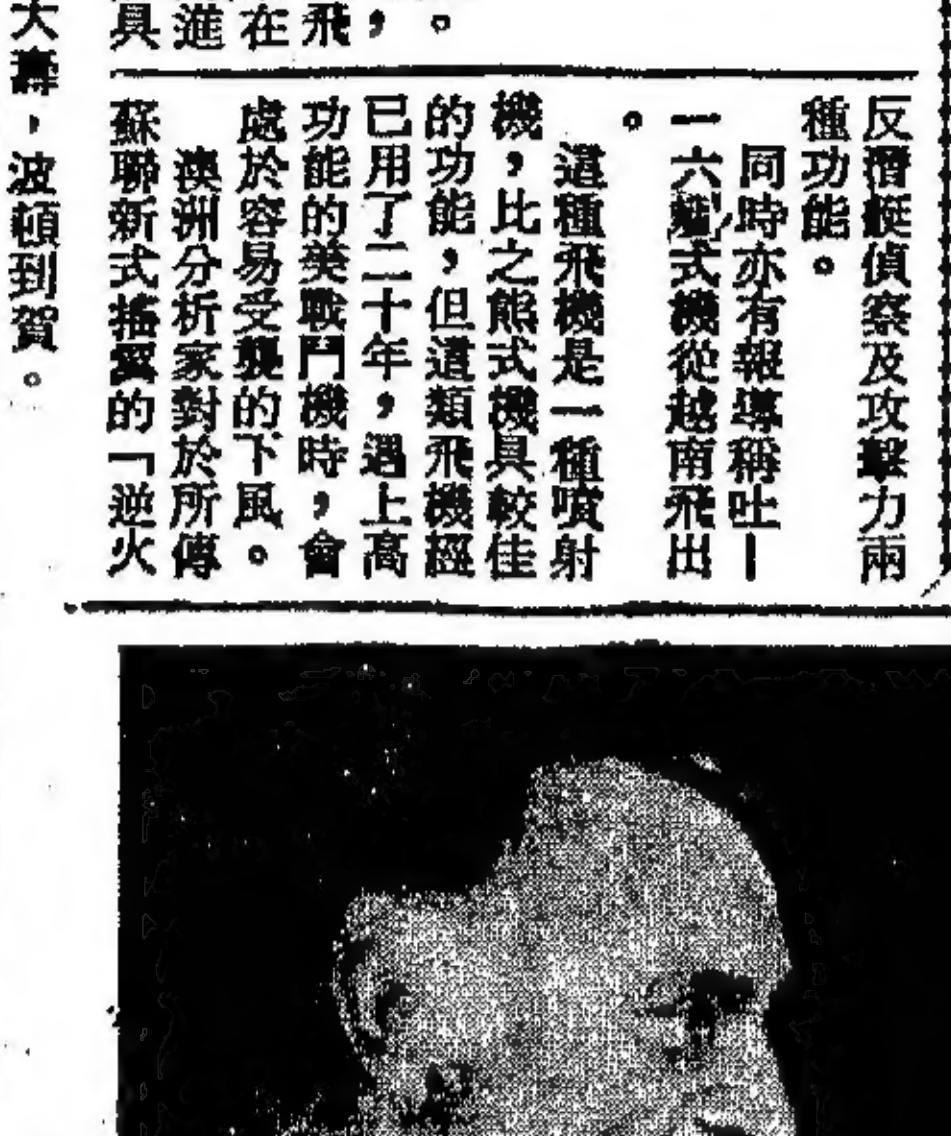 。
，
飛
在
進
具
反潛艇偵察及攻擊力兩
種功能。
同時亦有報導稱吐—
一六式機從越南飛出
。
這種飛機是一種噴射
機，比之熊式機具較佳
的功能，但這類飛機經
已用了二十年，遇上高
功能的美戰鬥機時，會
處於容易受襲的下風。
澳洲分析家對於所傳
蘇聯新式搖翼的「逆火
大壽，波頓到賀。